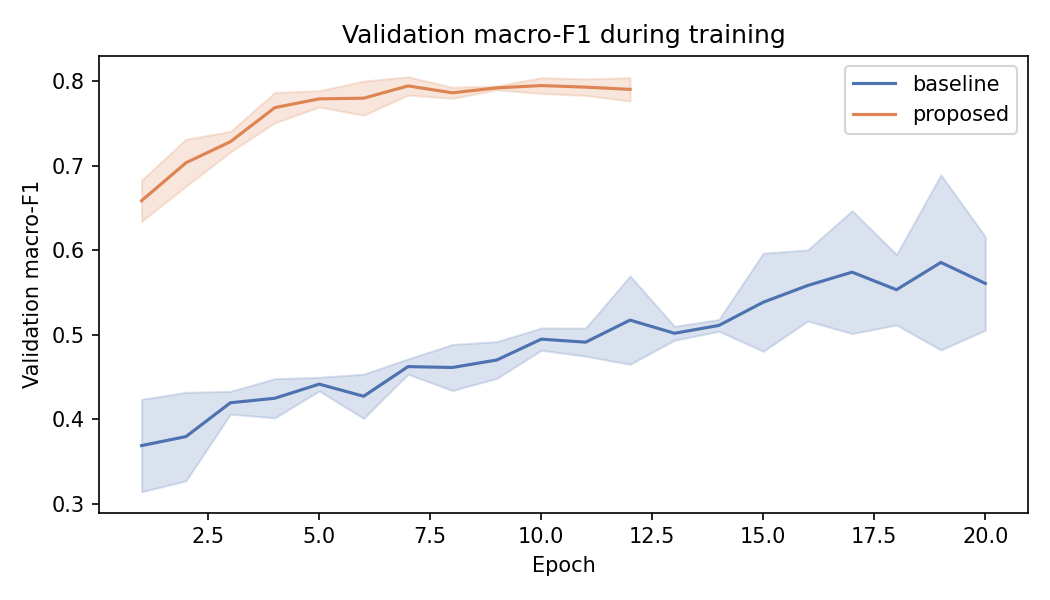 Validation macro-F1 during training
baseline
proposed
Validation macro-F1
0.8
0.7
0.6
0.5
0.4
0.3
2.5 5.0 7.5 10.0 12.5 15.0 17.5 20.0
Epoch